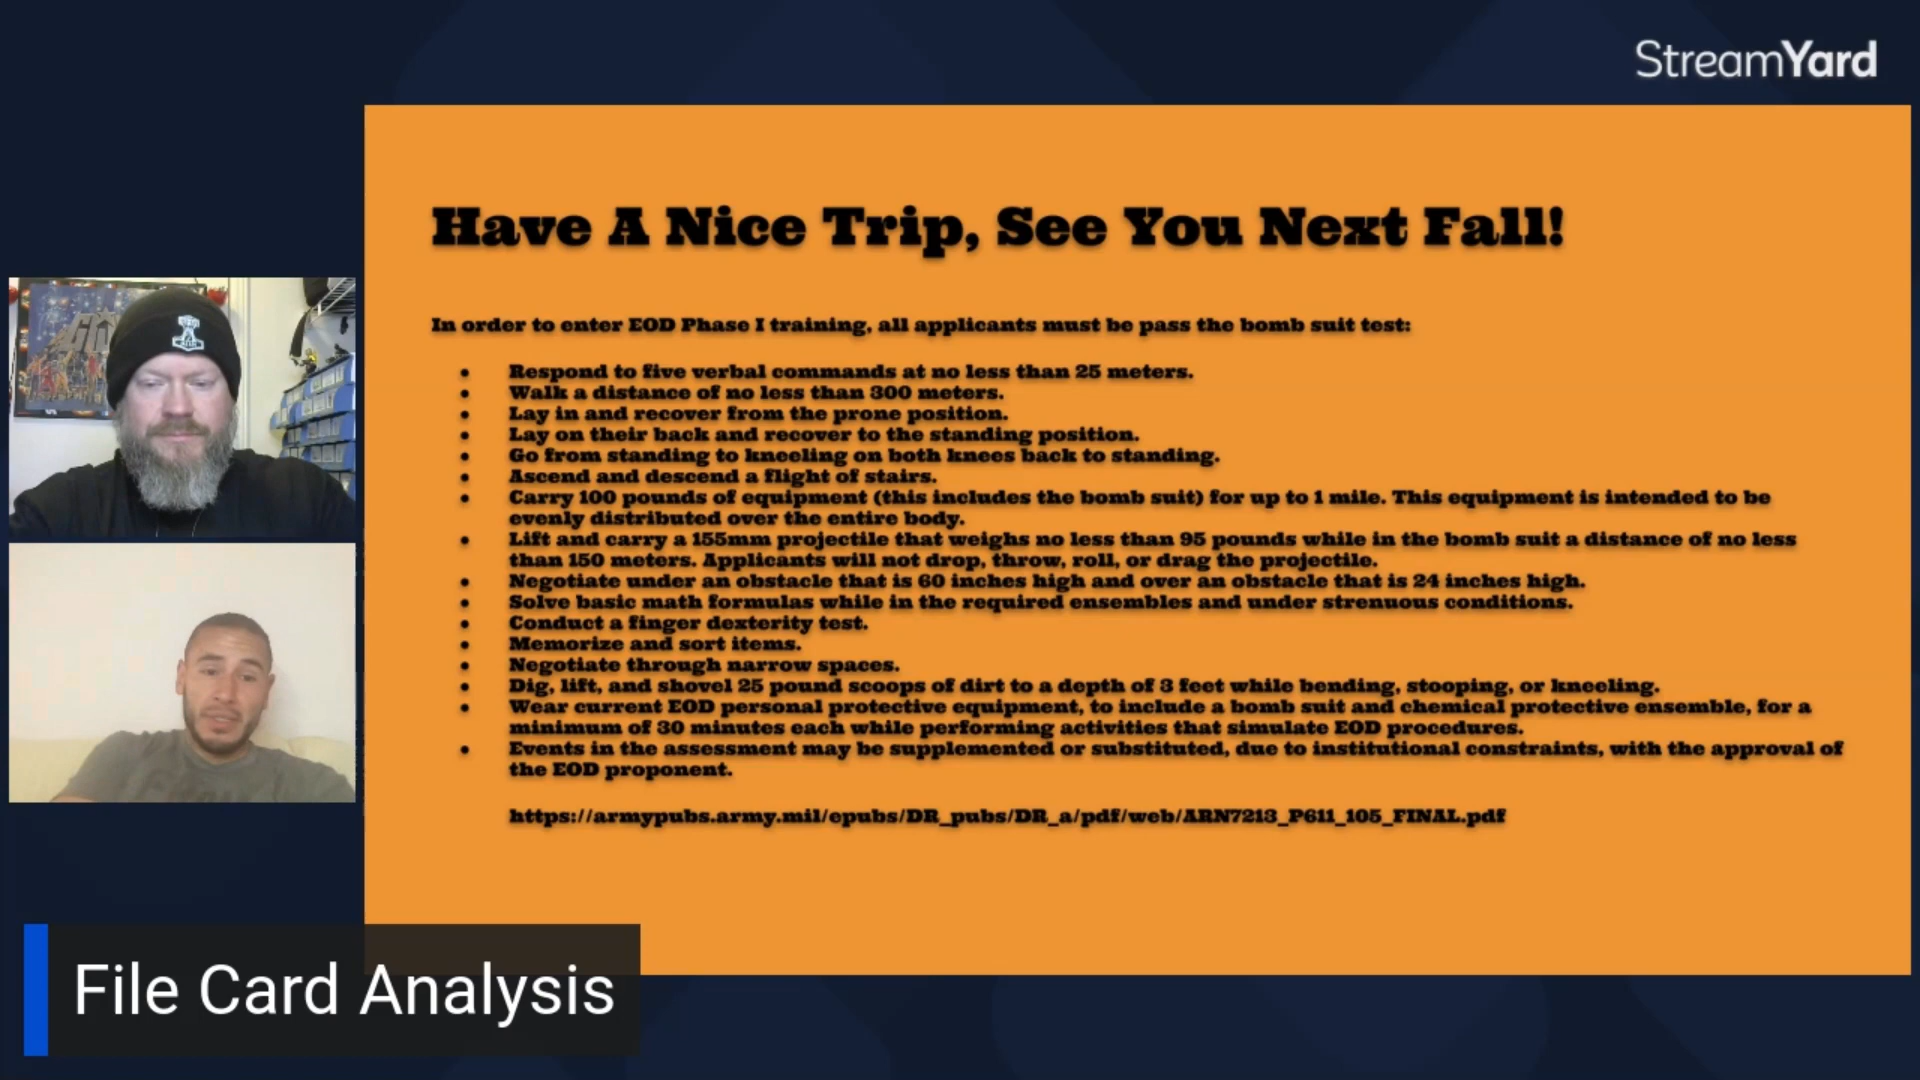 StreamYard
Have A Nice Trip, See You Next Fall!
In order to enter EOD Phase I training, all applicants must be pass the bomb suit test:
• Respond to five verbal commands at no less than 25 meters.
• Walk a distance of no less than 300 meters.
• Lay in and recover from the prone position.
• Lay on their back and recover to the standing position.
• Go from standing to kneeling on both knees back to standing.
• Ascend and descend a flight of stairs.
• Carry 100 pounds of equipment (this includes the bomb suit) for up to 1 mile. This equipment is intended to be
evenly distributed over the entire body.
• Lift and carry a 155mm projectile that weighs no less than 95 pounds while in the bomb suit a distance of no less
than 150 meters. Applicants will not drop, throw, roll, or drag the projectile.
• Negotiate under an obstacle that is 60 inches high and over an obstacle that is 24 inches high.
• Solve basic math formulas while in the required ensembles and under strenuous conditions.
• Conduct a finger dexterity test.
• Memorize and sort items.
• Negotiate through narrow spaces.
• Dig, lift, and shovel 25 pound scoops of dirt to a depth of 3 feet while bending, stooping, or kneeling.
• Wear current EOD personal protective equipment, to include a bomb suit and chemical protective ensemble, for a
minimum of 30 minutes each while performing activities that simulate EOD procedures.
• Events in the assessment may be supplemented or substituted, due to institutional constraints, with the approval of
the EOD proponent.
https://armypubs.army.mil/epubs/DR_pubs/DR_a/pdf/web/ARN7213_P611_105_FINAL.pdf
File Card Analysis